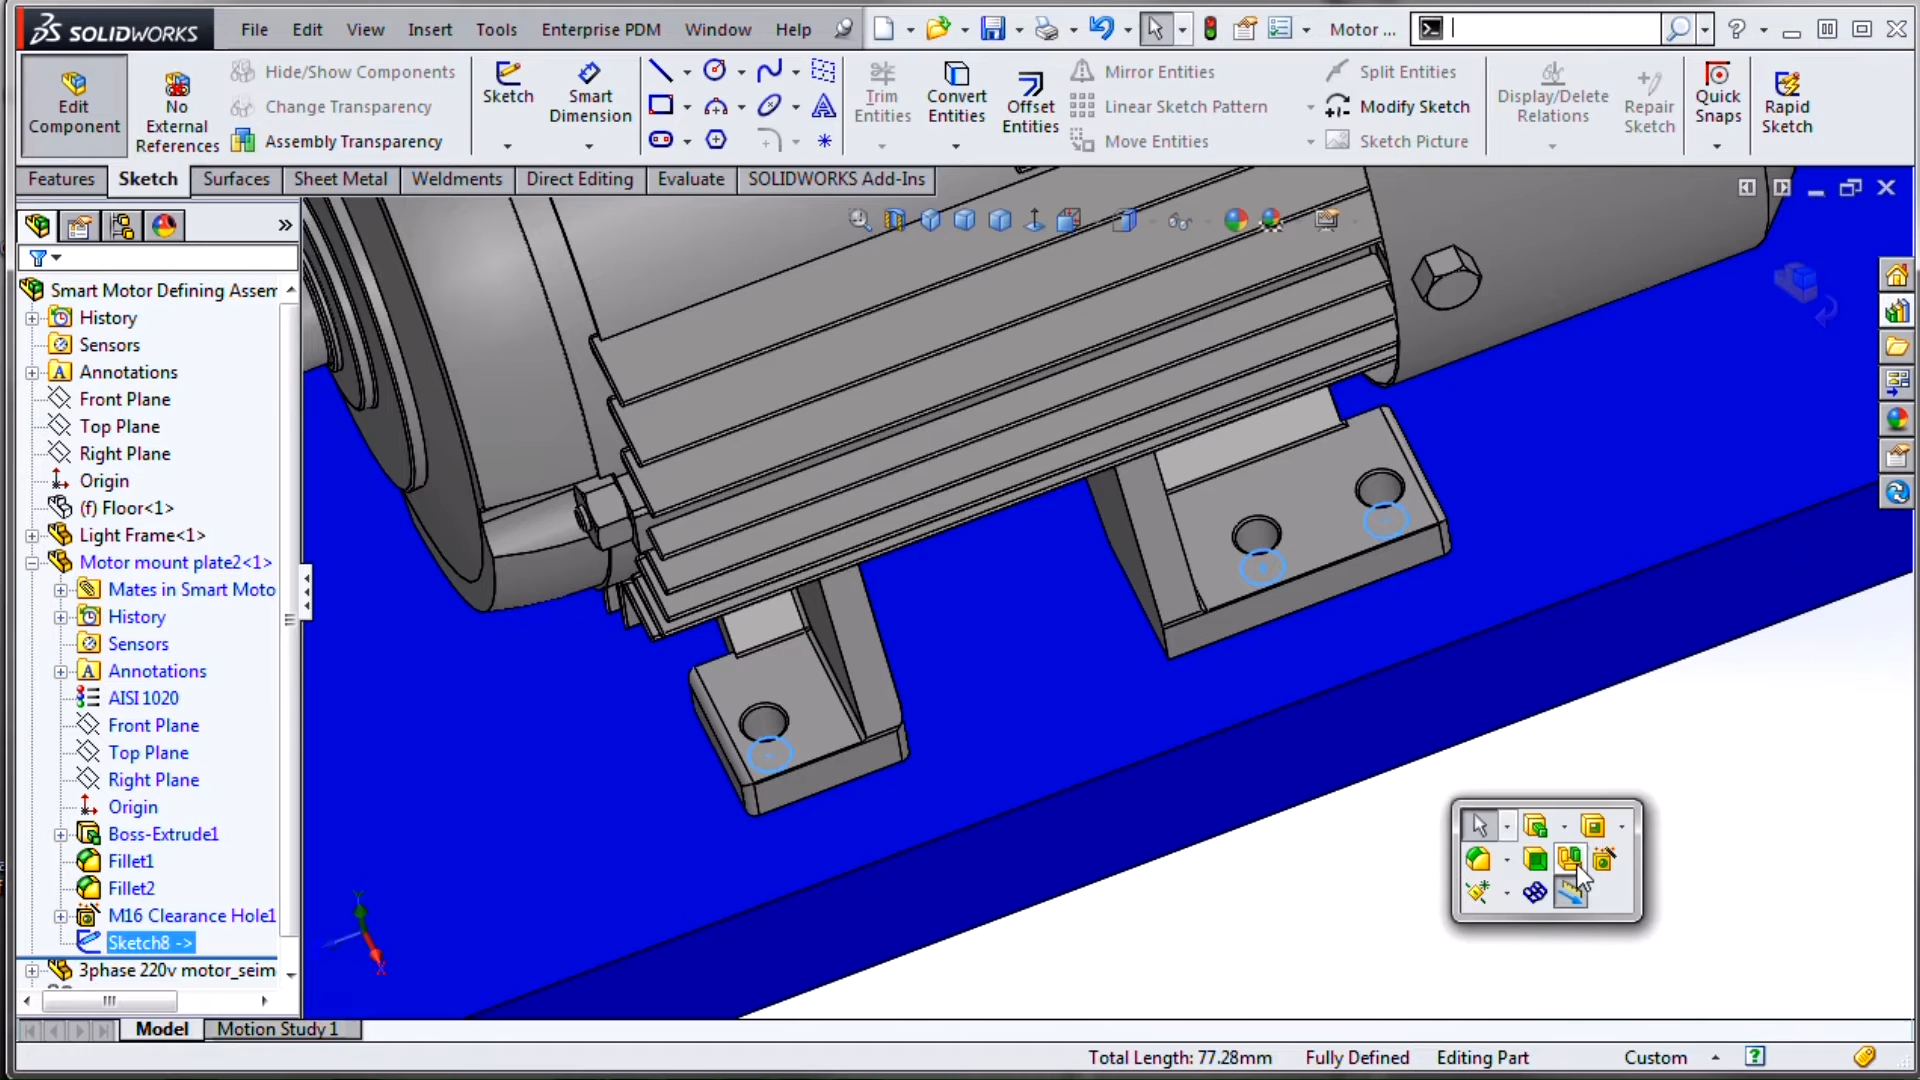 SOLIDWORKS File Edit View Insert Tools Enterprise PDM Window Help Motor ...
Edit Component
No External References
Hide/Show Components
Change Transparency
Assembly Transparency
Sketch
Smart Dimension
Trim Entities
Convert Entities
Offset Entities
Mirror Entities
Linear Sketch Pattern
Move Entities
Split Entities
Modify Sketch
Sketch Picture
Display/Delete Relations
Repair Sketch
Quick Snaps
Rapid Sketch
Features Sketch Surfaces Sheet Metal Weldments Direct Editing Evaluate SOLIDWORKS Add-Ins
Smart Motor Defining Assem
History
Sensors
Annotations
Front Plane
Top Plane
Right Plane
Origin
(f) Floor<1>
Light Frame<1>
Motor mount plate2<1>
Mates in Smart Moto
History
Sensors
Annotations
AISI 1020
Front Plane
Top Plane
Right Plane
Origin
Boss-Extrude1
Fillet1
Fillet2
M16 Clearance Hole1
Sketch8 ->
3phase 220v motor_seim
Model Motion Study 1
Total Length: 77.28mm Fully Defined Editing Part Custom